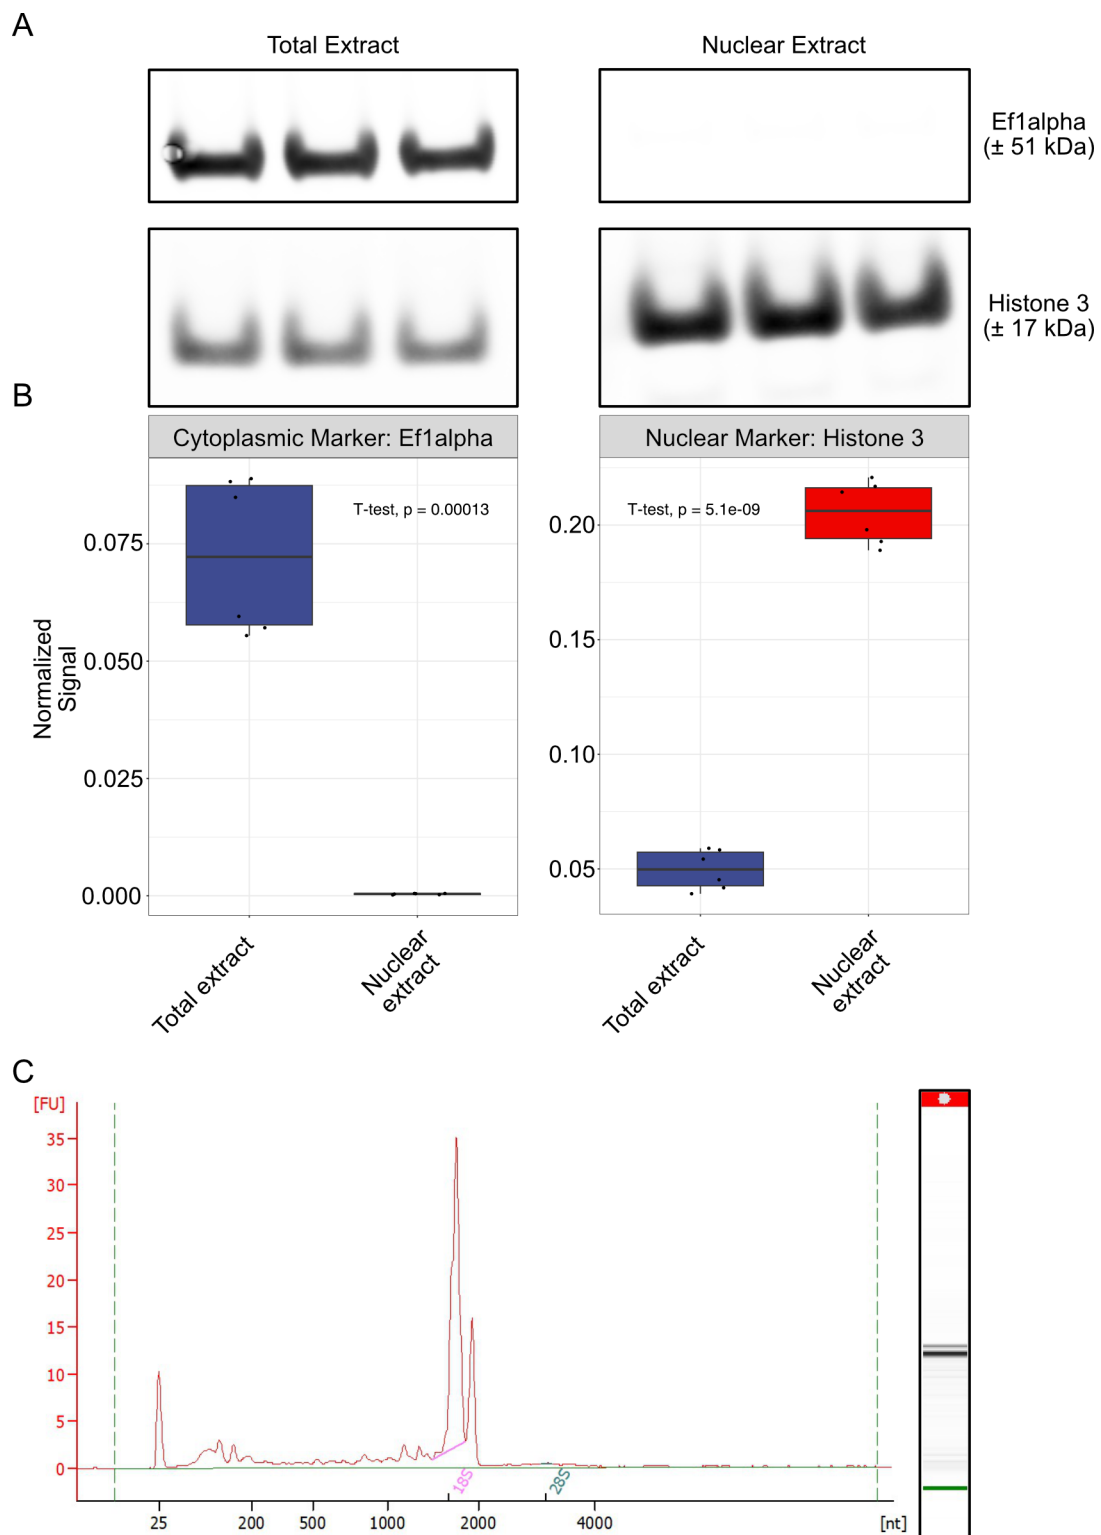 A
Total Extract
Nuclear Extract
Ef1alpha
(± 51 kDa)
Histone 3
(± 17 kDa)
B
Cytoplasmic Marker: Ef1alpha
Nuclear Marker: Histone 3
T-test, p = 0.00013
T-test, p = 5.1e-09
Normalized
Signal
0.075
0.050
0.025
0.000
0.20
0.15
0.10
0.05
Total extract
Nuclear
extract
Total extract
Nuclear
extract
C
[FU]
35
30
25
20
15
10
5
0
18S
28S
25
200
500
1000
2000
4000
[nt]